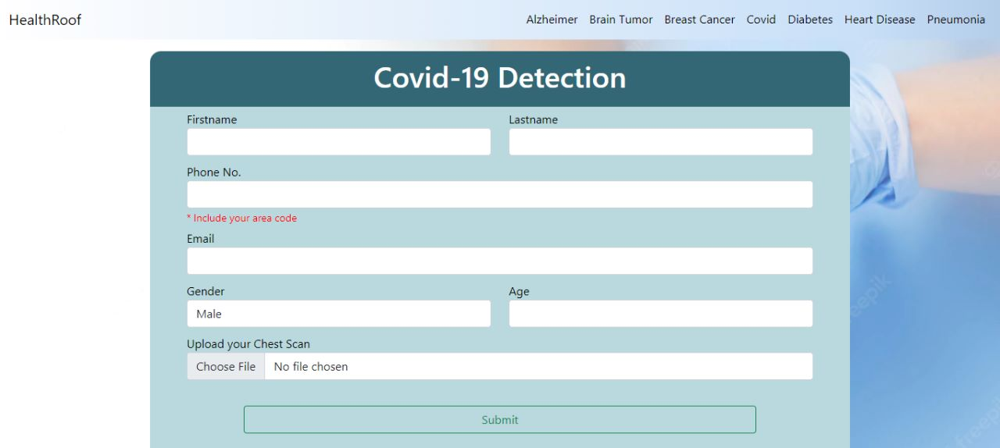 HealthRoof Alzheimer Brain Tumor Breast Cancer Covid Diabetes Heart Disease Pneumonia
Covid-19 Detection
Firstname Lastname
Phone No.
* Include your area code
Email
Gender Age
Male
Upload your Chest Scan
Choose File No file chosen
Submit
freepik
freepik